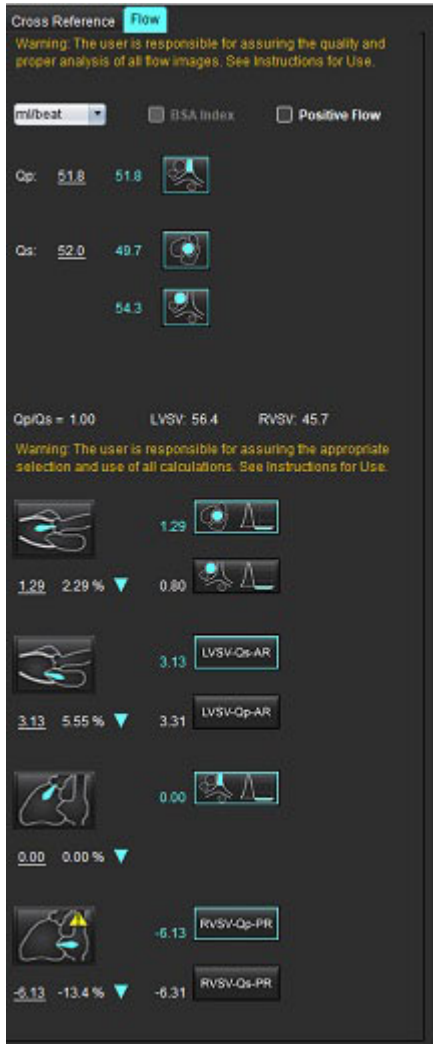 Cross Reference Flow
Warning: The user is responsible for assuring the quality and
proper analysis of all flow images. See Instructions for Use.
ml/beat BSA Index Positive Flow
Qp: 51.8 51.8
Qs: 52.0 49.7
54.3
Qp/Qs = 1.00 LVSV: 56.4 RVSV: 45.7
Warning: The user is responsible for assuring the appropriate
selection and use of all calculations. See Instructions for Use.
1.29
1.29 2.29 % 0.80
3.13 LVSV-Qs-AR
3.13 5.55 % 3.31 LVSV-Qp-AR
0.00
0.00 0.00 %
-6.13 RVSV-Qp-PR
-6.13 -13.4 % -6.31 RVSV-Qs-PR